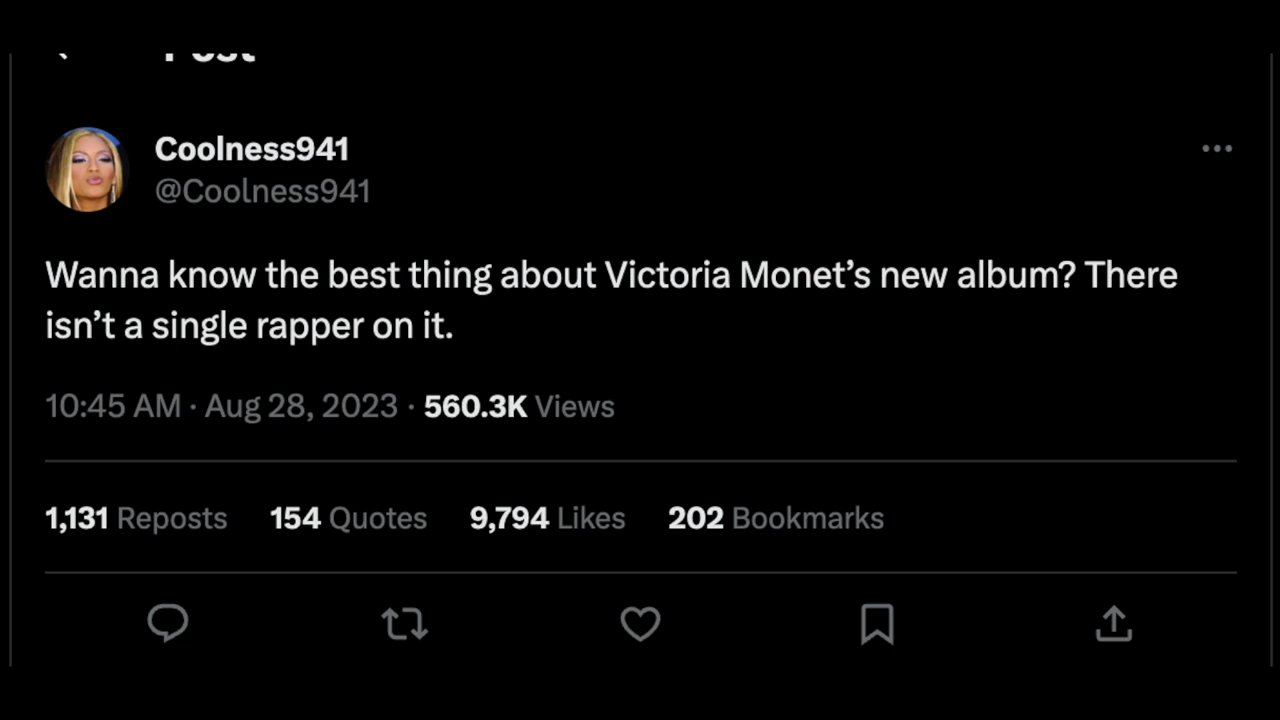 Post
Coolness941
@Coolness941
Wanna know the best thing about Victoria Monet’s new album? There
isn’t a single rapper on it.
10:45 AM · Aug 28, 2023 · 560.3K Views
1,131 Reposts 154 Quotes 9,794 Likes 202 Bookmarks